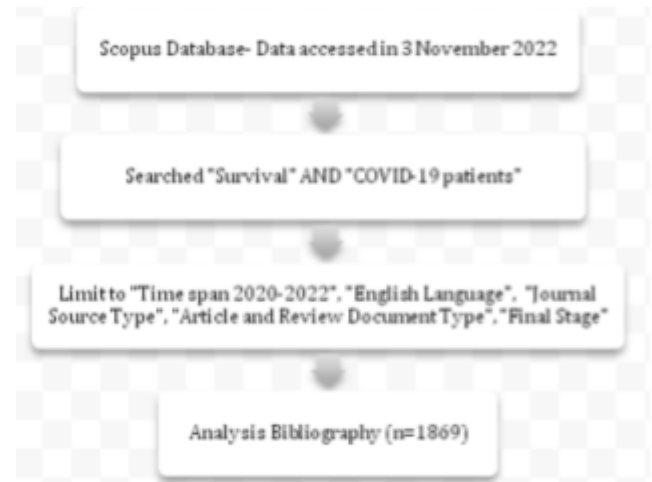 Scopus Database- Data accessed in 3 November 2022
Searched "Survival" AND "COVID-19 patients"
Limit to "Time span 2020-2022", "English Language", "Journal
Source Type", "Article and Review Document Type", "Final Stage"
Analysis Bibliography (n=1869)